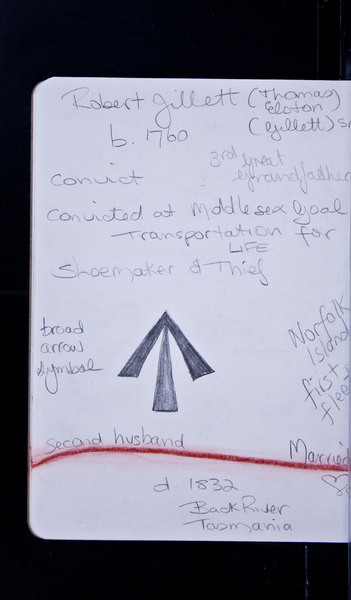 Robert Gillett (Thomas
Elston
(Gillett) Sr
b. 1760
3rd great
grandfather
Convict
Convicted at Middlesex Goal
Transportation for
LIFE
Shoemaker & Thief
broad
arrow
symbol
Norfolk
Island
first
fleet
second husband
Married
d. 1832
Back River
Tasmania